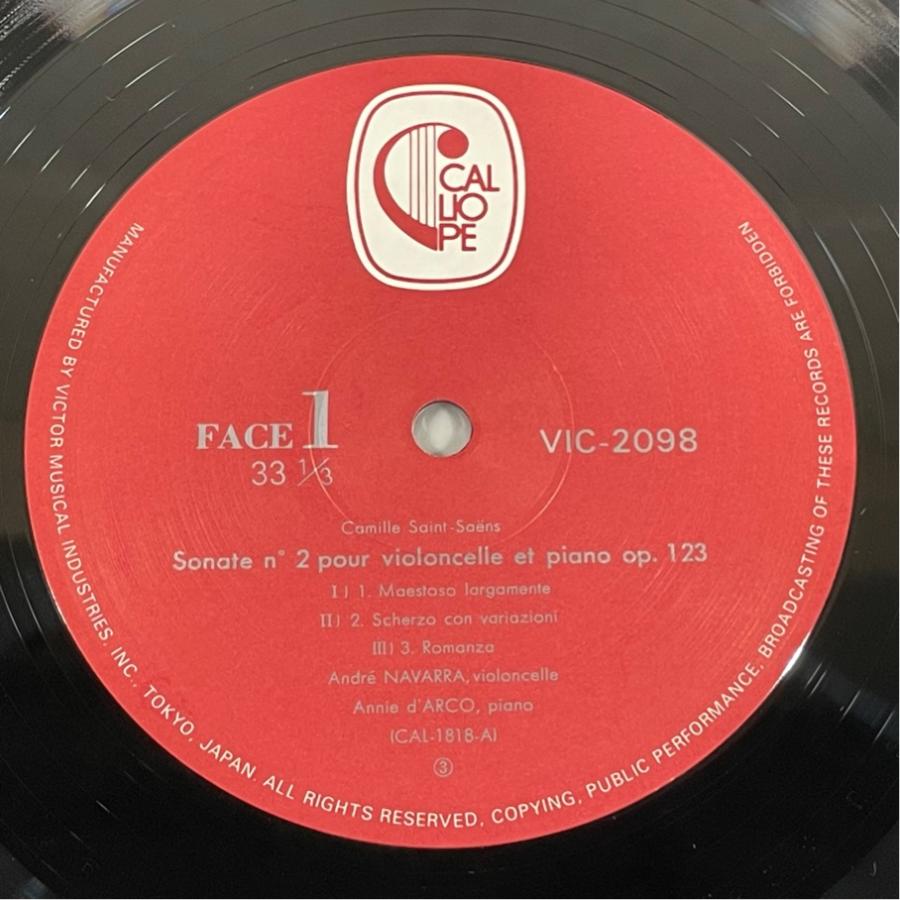 CAL
LIO
PE
FACE 1
33 1/3
VIC-2098
Camille Saint-Saëns
Sonate n° 2 pour violoncelle et piano op. 123
I) 1. Maestoso largamente
II) 2. Scherzo con variazioni
III) 3. Romanza
André NAVARRA, violoncelle
Annie d'ARCO, piano
(CAL-1818-A)
③
MANUFACTURED BY VICTOR MUSICAL INDUSTRIES, INC., TOKYO, JAPAN. ALL RIGHTS RESERVED, COPYING, PUBLIC PERFORMANCE, BROADCASTING OF THESE RECORDS ARE FORBIDDEN